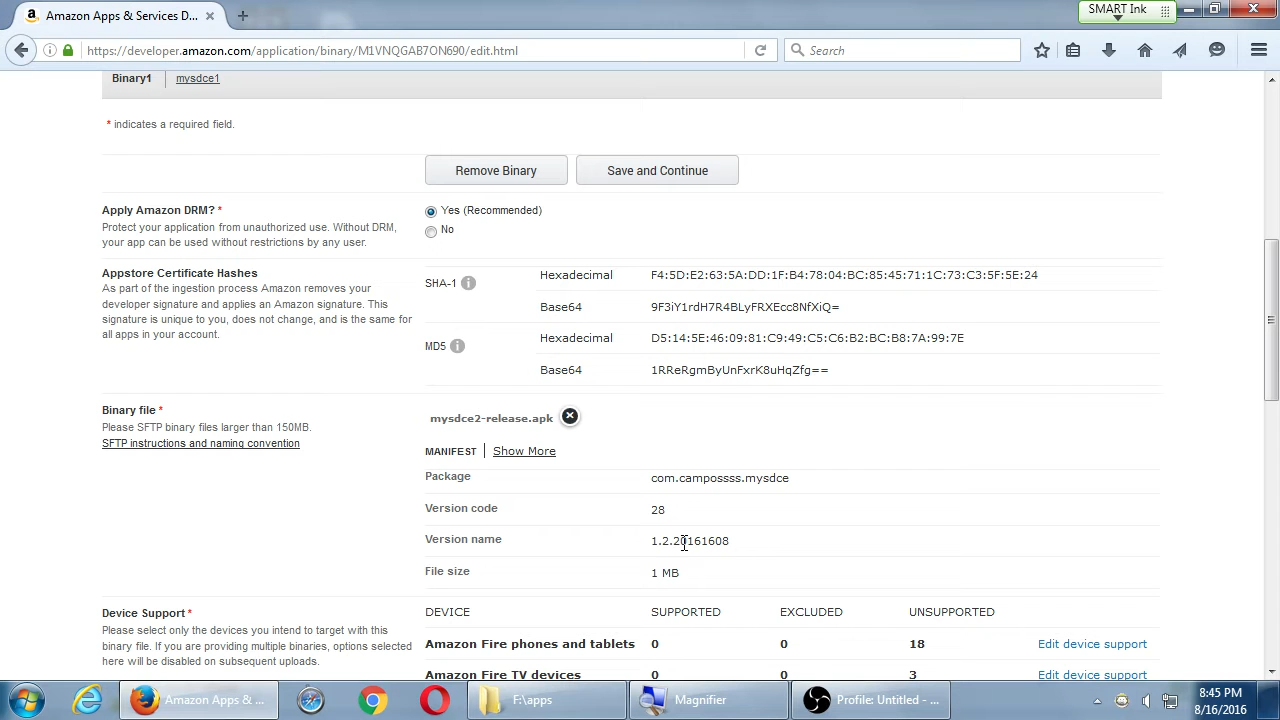 Amazon Apps & Services D...
SMART Ink
https://developer.amazon.com/application/binary/M1VNQGAB7ON690/edit.html
Search
Binary1
mysdce1
* indicates a required field.
Remove Binary
Save and Continue
Apply Amazon DRM? *
Protect your application from unauthorized use. Without DRM,
your app can be used without restrictions by any user.
Yes (Recommended)
No
Appstore Certificate Hashes
As part of the ingestion process Amazon removes your
developer signature and applies an Amazon signature. This
signature is unique to you, does not change, and is the same
for all apps in your account.
SHA-1
Hexadecimal
F4:5D:E2:63:5A:DD:1F:B4:78:04:BC:85:45:71:1C:73:C3:5F:5E:24
Base64
9F3iY1rdH7R4BLyFRXEcc8NfXiQ=
MD5
Hexadecimal
D5:14:5E:46:09:81:C9:49:C5:C6:B2:BC:B8:7A:99:7E
Base64
1RReRgmByUnFxrK8uHqZfg==
Binary file *
Please SFTP binary files larger than 150MB.
SFTP instructions and naming convention
mysdce2-release.apk
MANIFEST
Show More
Package
com.campossss.mysdce
Version code
28
Version name
1.2.20161608
File size
1 MB
Device Support *
Please select only the devices you intend to target with this
binary file. If you are providing multiple binaries, options selected
here will be disabled on subsequent uploads.
DEVICE SUPPORTED EXCLUDED UNSUPPORTED
Amazon Fire phones and tablets 0 0 18 Edit device support
Amazon Fire TV devices 0 0 3 Edit device support
Amazon Apps & ...
F:\apps
Magnifier
Profile: Untitled - ...
8:45 PM
8/16/2016